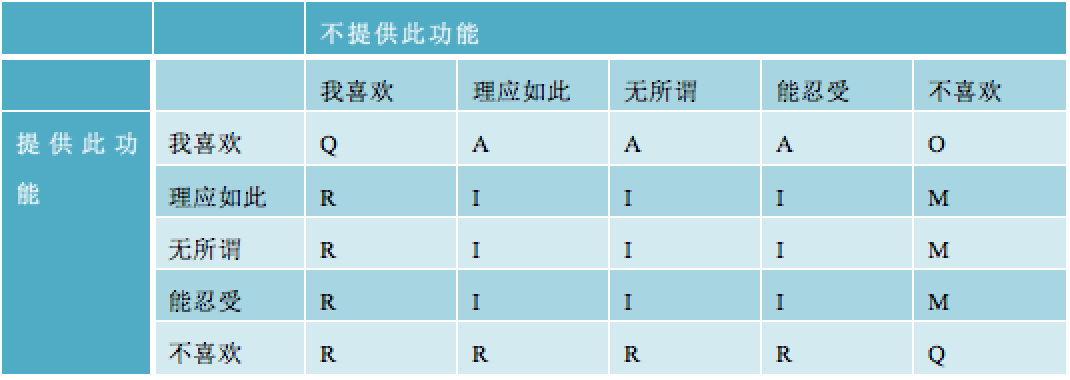 不提供此功能
我喜欢 理应如此 无所谓 能忍受 不喜欢
提供此功
能
我喜欢 Q A A A O
理应如此 R I I I M
无所谓 R I I I M
能忍受 R I I I M
不喜欢 R R R R Q